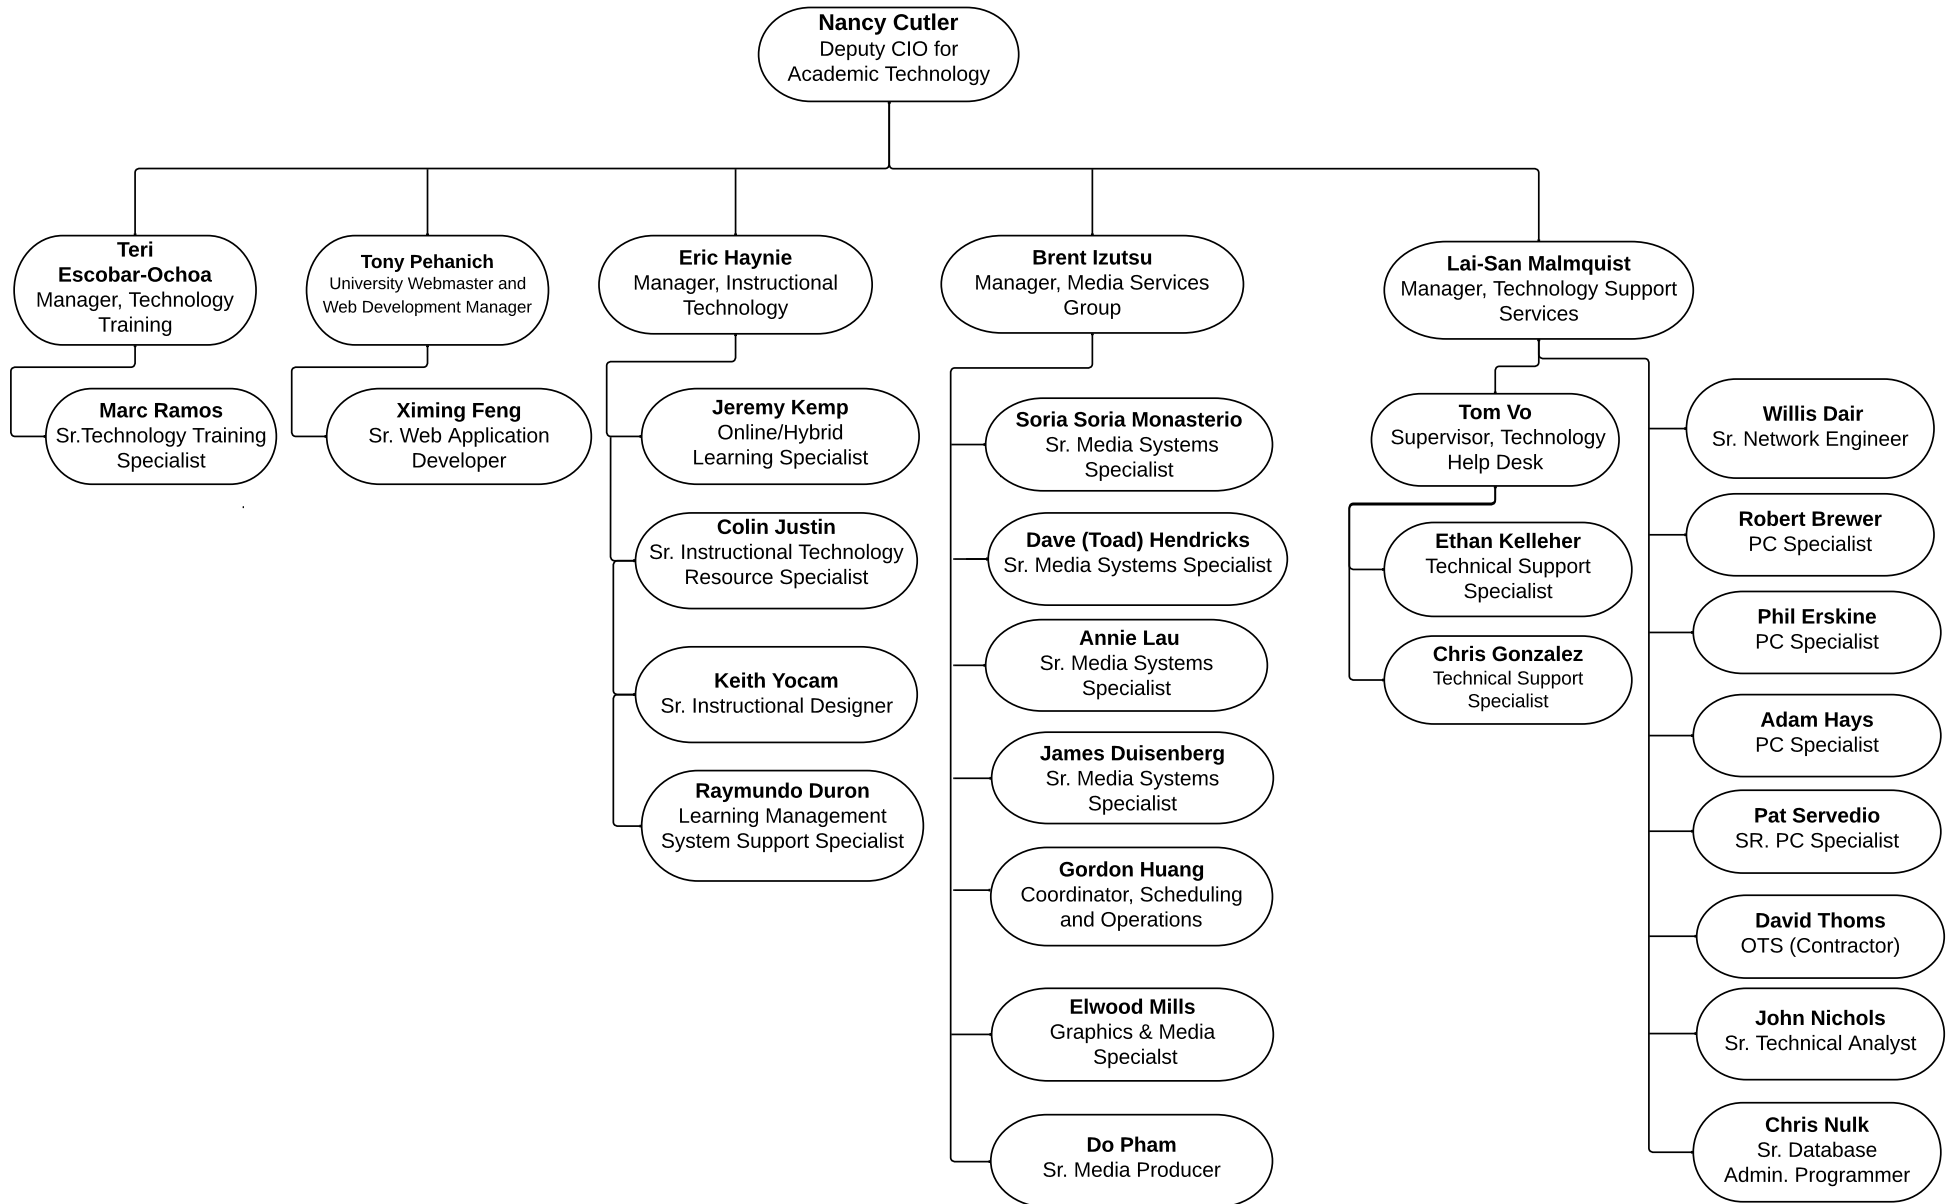 Nancy Cutler
Deputy CIO for
Academic Technology
Teri
Escobar-Ochoa
Manager, Technology
Training
Marc Ramos
Sr.Technology Training
Specialist
Tony Pehanich
University Webmaster and
Web Development Manager
Ximing Feng
Sr. Web Application
Developer
Eric Haynie
Manager, Instructional
Technology
Jeremy Kemp
Online/Hybrid
Learning Specialist
Colin Justin
Sr. Instructional Technology
Resource Specialist
Keith Yocam
Sr. Instructional Designer
Raymundo Duron
Learning Management
System Support Specialist
Brent Izutsu
Manager, Media Services
Group
Soria Soria Monasterio
Sr. Media Systems
Specialist
Dave (Toad) Hendricks
Sr. Media Systems Specialist
Annie Lau
Sr. Media Systems
Specialist
James Duisenberg
Sr. Media Systems
Specialist
Gordon Huang
Coordinator, Scheduling
and Operations
Elwood Mills
Graphics & Media
Specialst
Do Pham
Sr. Media Producer
Lai-San Malmquist
Manager, Technology Support
Services
Tom Vo
Supervisor, Technology
Help Desk
Ethan Kelleher
Technical Support
Specialist
Chris Gonzalez
Technical Support
Specialist
Willis Dair
Sr. Network Engineer
Robert Brewer
PC Specialist
Phil Erskine
PC Specialist
Adam Hays
PC Specialist
Pat Servedio
SR. PC Specialist
David Thoms
OTS (Contractor)
John Nichols
Sr. Technical Analyst
Chris Nulk
Sr. Database
Admin. Programmer